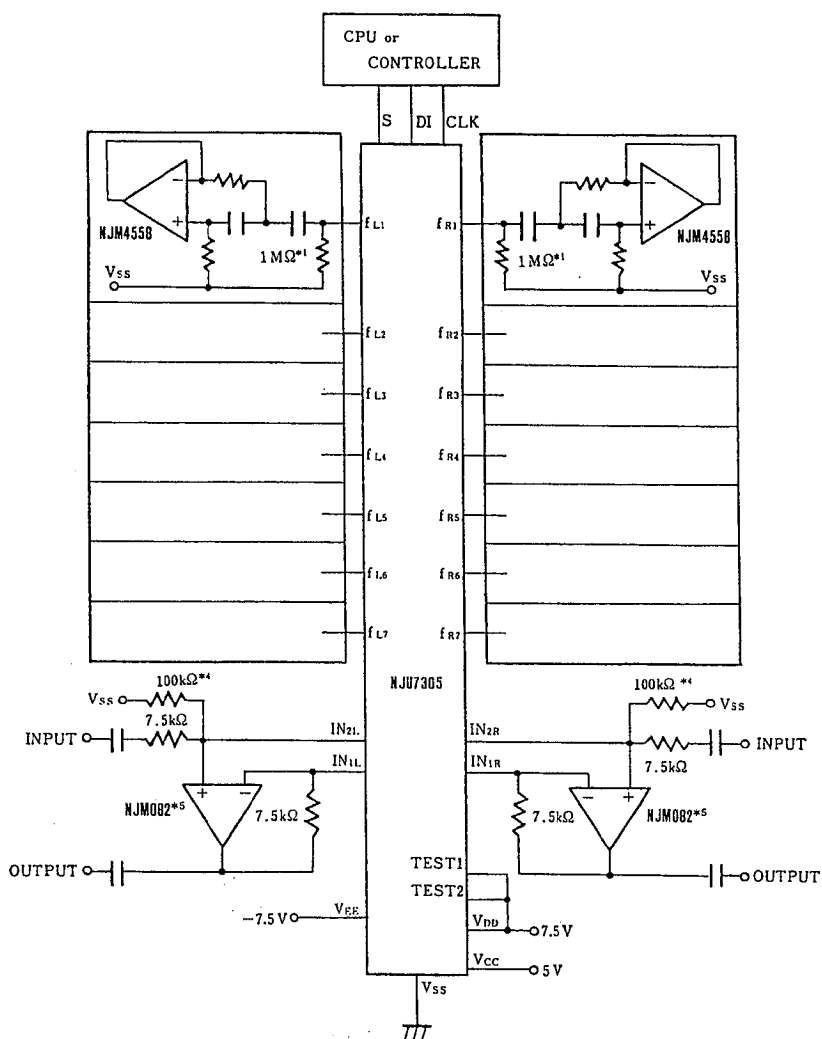 CPU or
CONTROLLER
S DI CLK
NJM4558
fL1
fR1
NJM4558
1MΩ*1
1MΩ*1
VSS
VSS
fL2
fR2
fL3
fR3
fL4
fR4
fL5
fR5
fL6
fR6
fL7
fR7
NJU7305
100kΩ*4
VSS
7.5kΩ
INPUT
IN2L
IN1L
NJM082*5
7.5kΩ
OUTPUT
100kΩ*4
VSS
IN2R
INPUT
7.5kΩ
IN1R
7.5kΩ
NJM082*5
OUTPUT
TEST1
TEST2
-7.5V
VEE
VDD
7.5V
VCC
5V
VSS